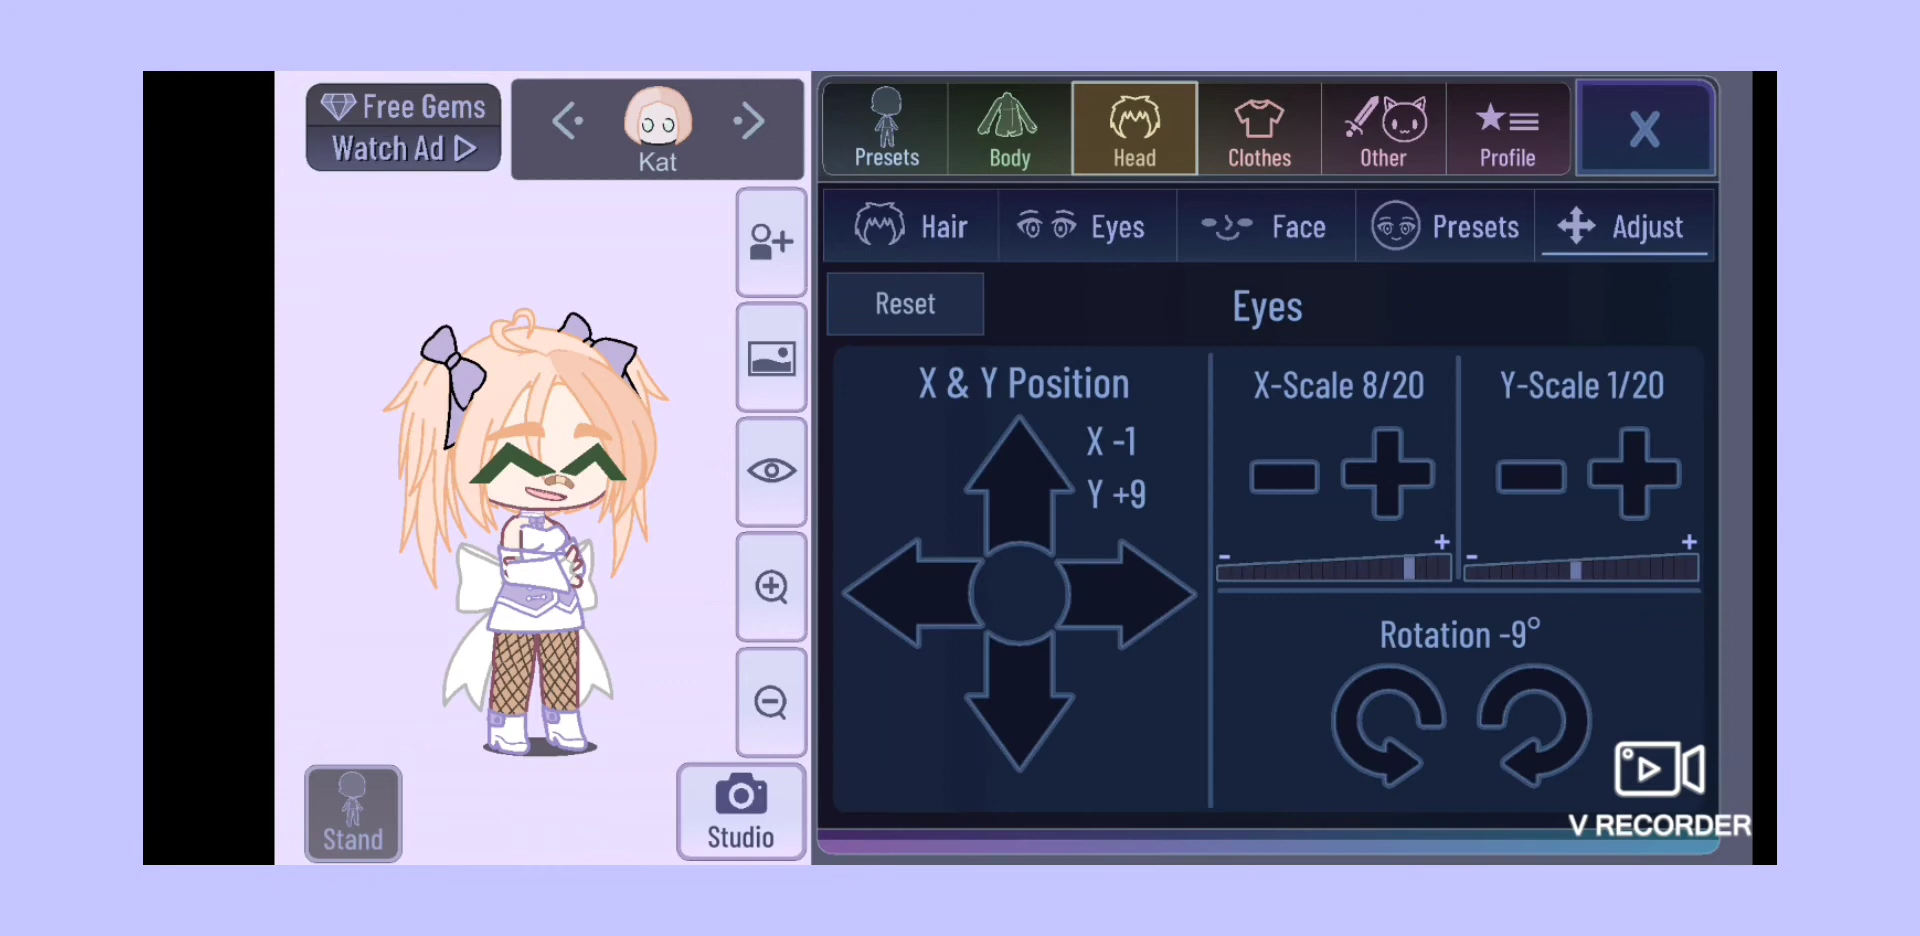 Free Gems
Watch Ad
Kat
Presets
Body
Head
Clothes
Other
Profile
X
Hair
Eyes
Face
Presets
Adjust
Reset
Eyes
X & Y Position
X -1
Y +9
X-Scale 8/20
Y-Scale 1/20
- +
- +
Rotation -9°
Stand
Studio
V RECORDER